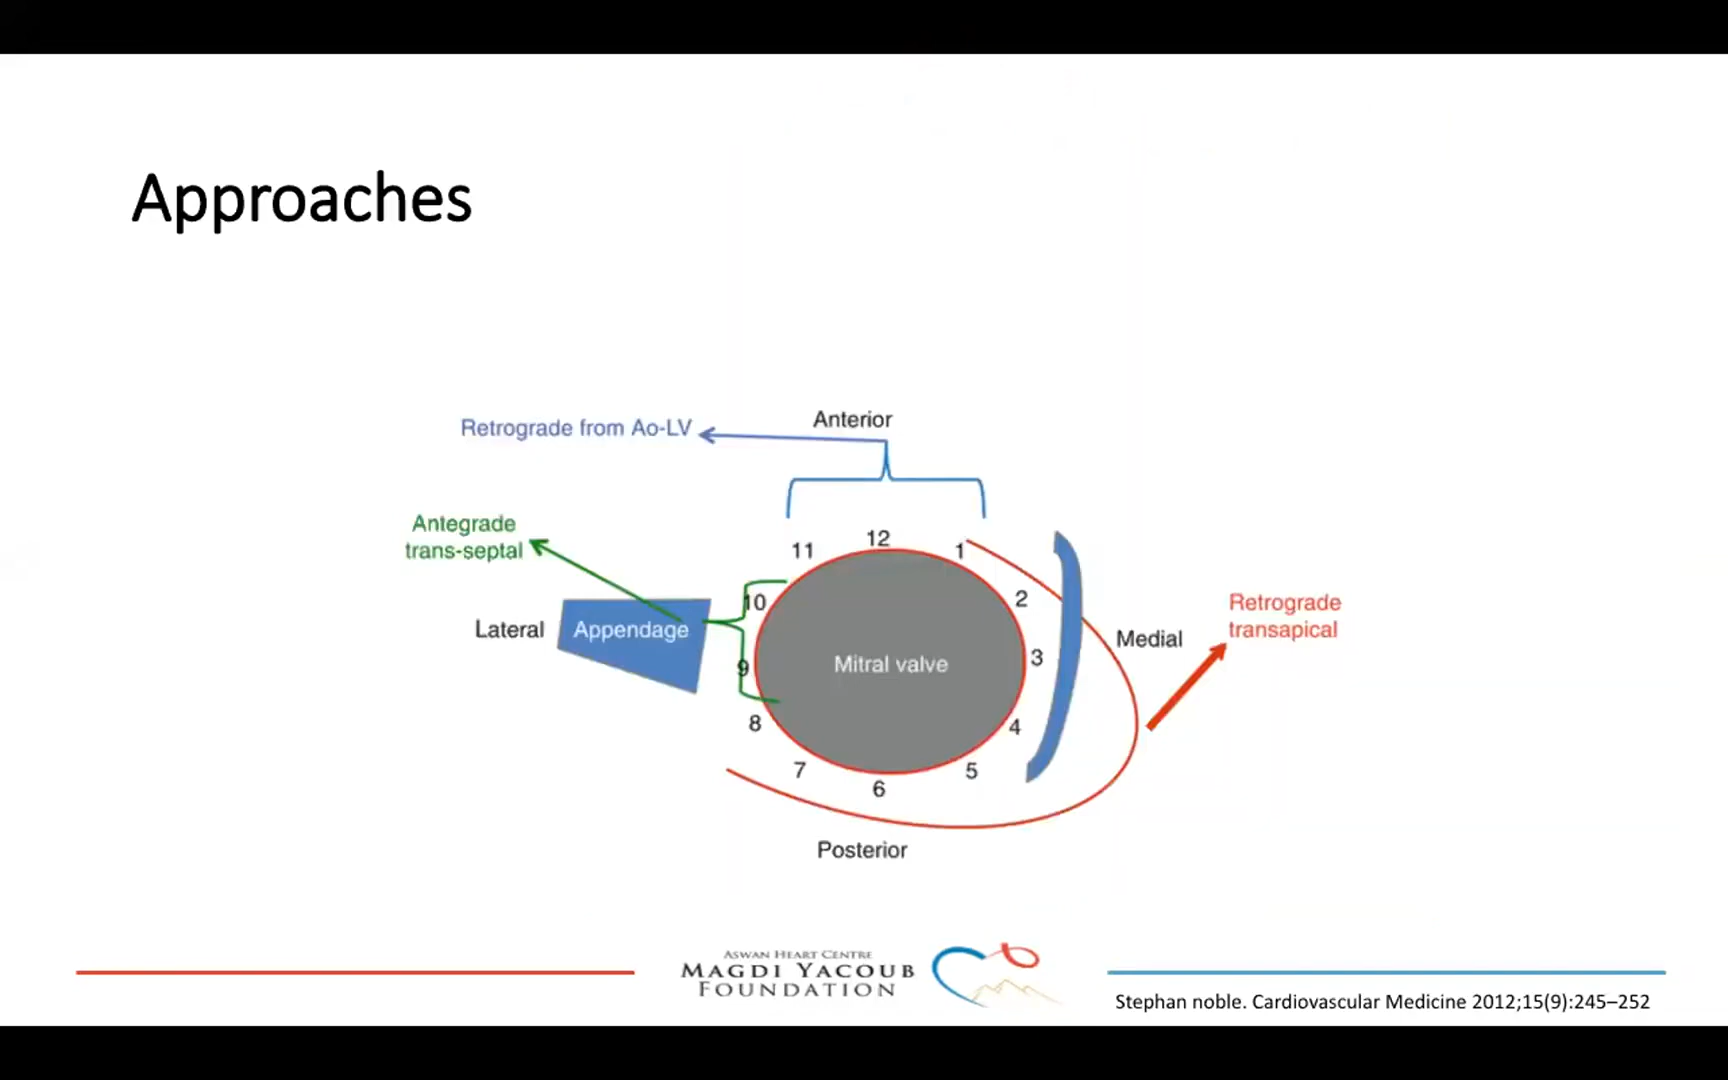 Approaches
Anterior
Retrograde from Ao-LV
Antegrade
trans-septal
12
11
1
10
2
Retrograde
transapical
Lateral
Appendage
Medial
9
Mitral valve
3
8
4
7
5
6
Posterior
ASWAN HEART CENTRE
MAGDI YACOUB
FOUNDATION
Stephan noble. Cardiovascular Medicine 2012;15(9):245–252